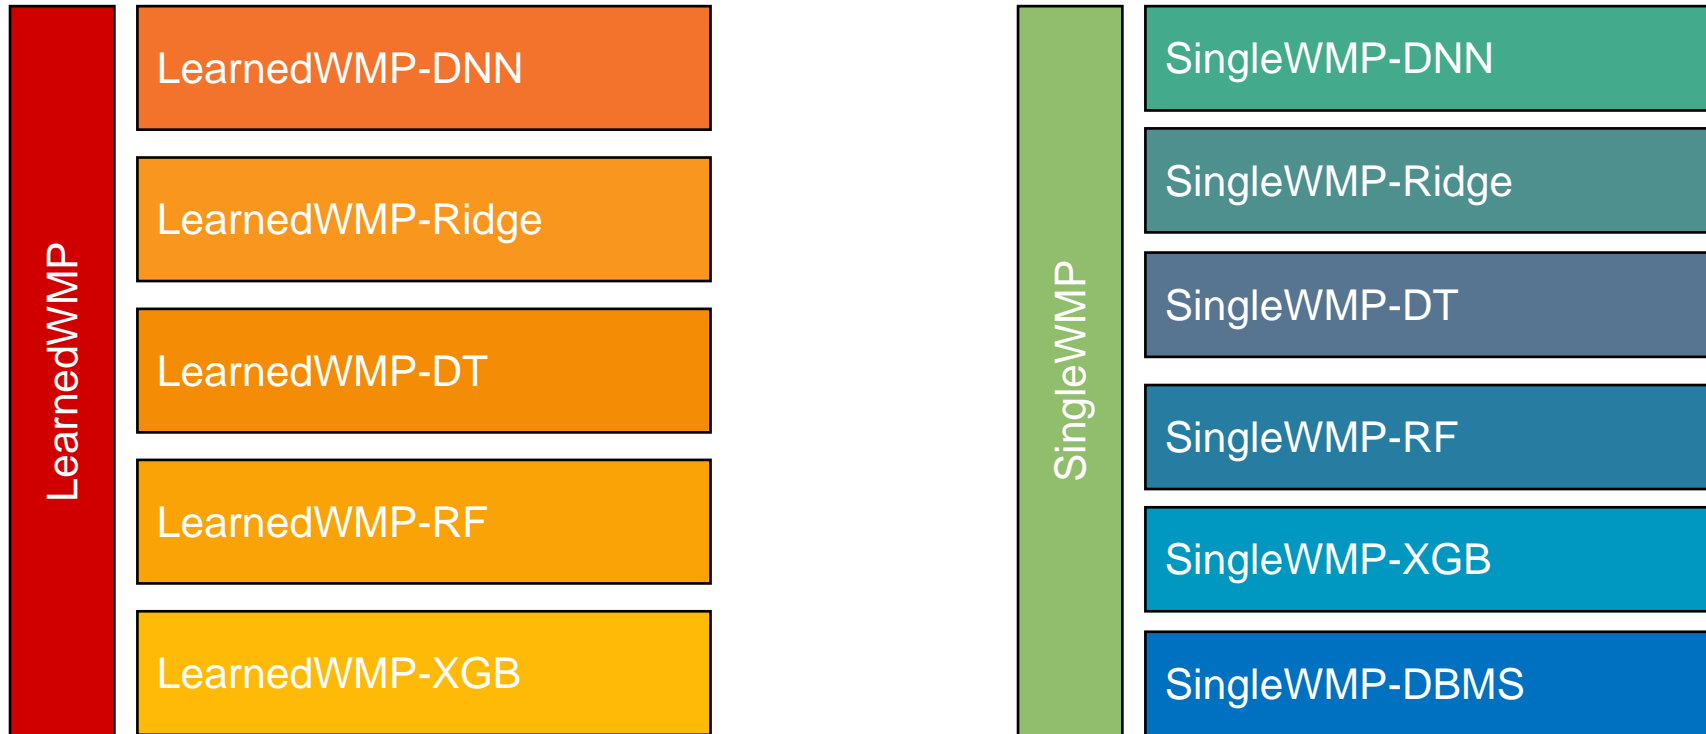 LearnedWMP
LearnedWMP-DNN
LearnedWMP-Ridge
LearnedWMP-DT
LearnedWMP-RF
LearnedWMP-XGB
SingleWMP
SingleWMP-DNN
SingleWMP-Ridge
SingleWMP-DT
SingleWMP-RF
SingleWMP-XGB
SingleWMP-DBMS